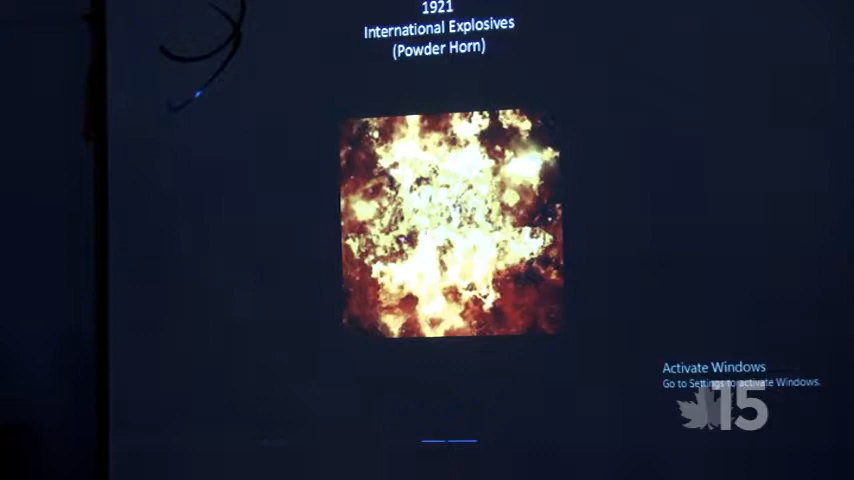 1921
International Explosives
(Powder Horn)
Activate Windows
Go to Settings to activate Windows.
15